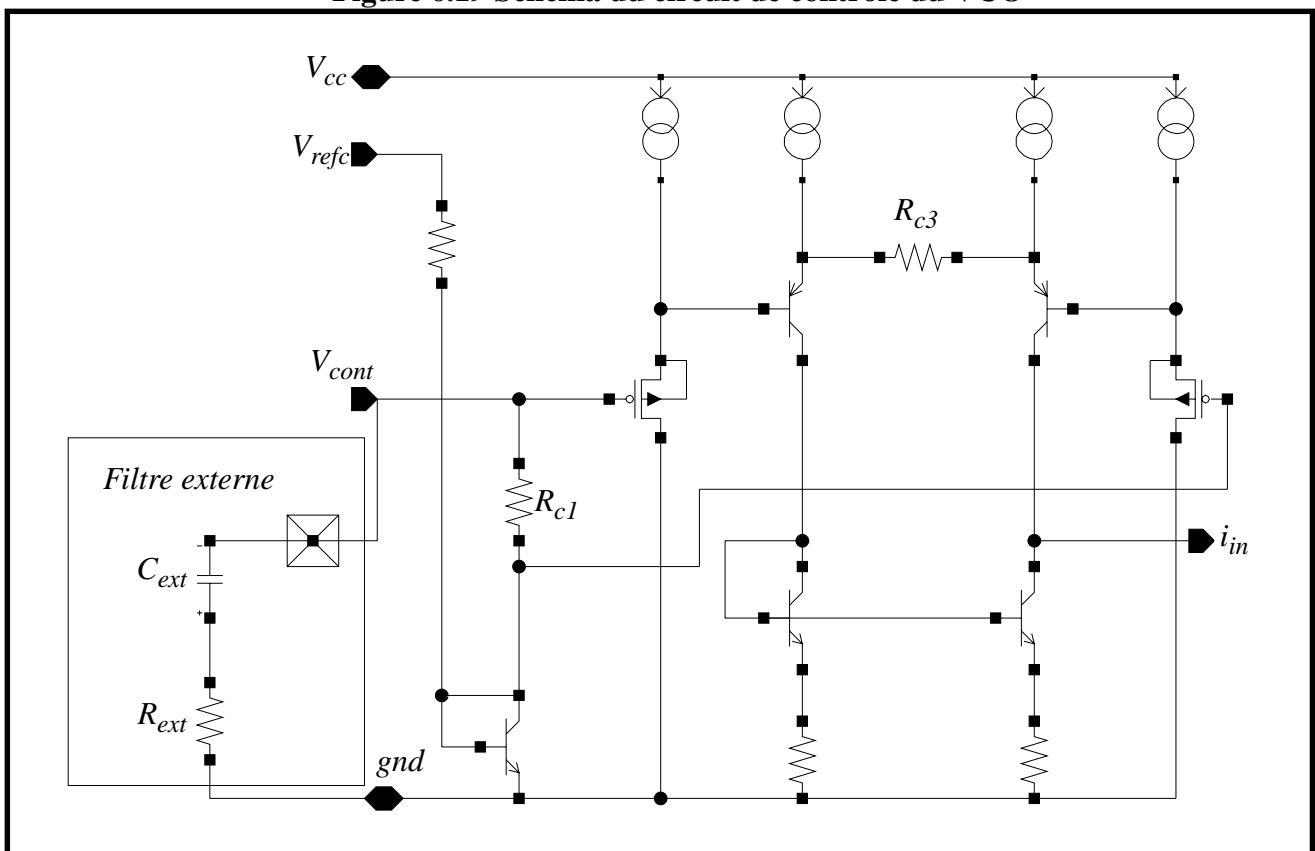 V_cc
V_refc
R_c3
V_cont
Filtre externe
R_c1
i_in
C_ext
-
+
R_ext
gnd